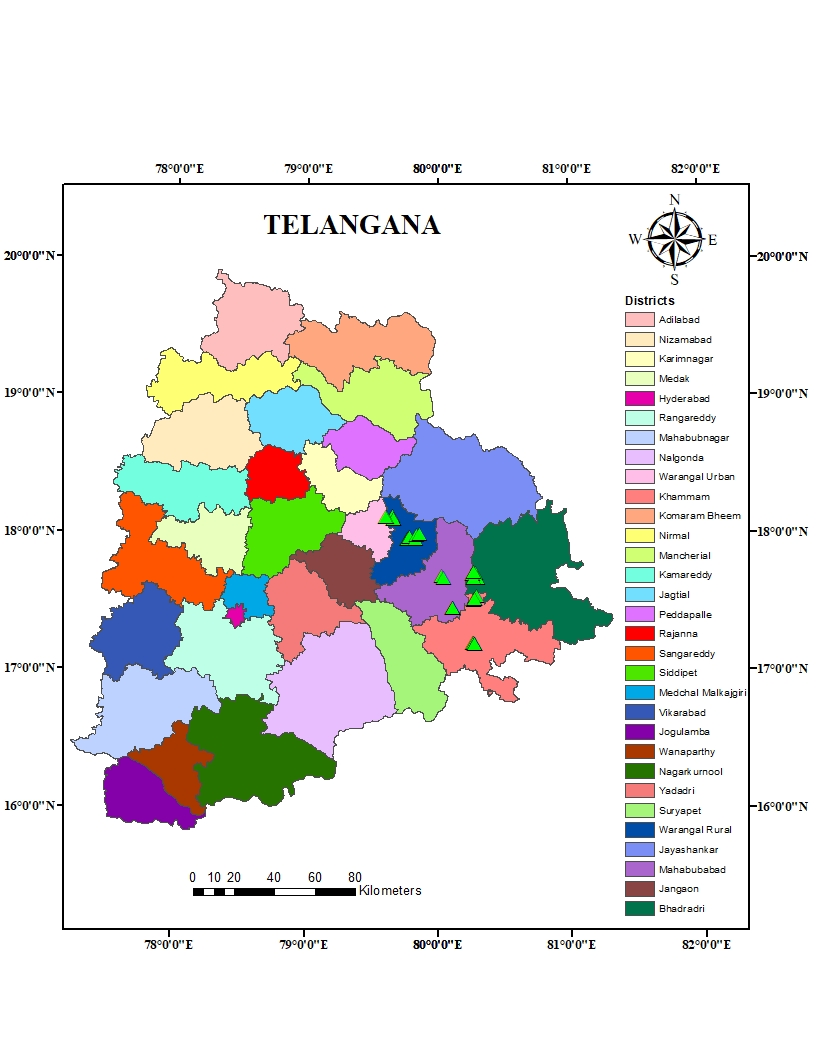 78°0'0"E 79°0'0"E 80°0'0"E 81°0'0"E 82°0'0"E
TELANGANA
N
W E
S
20°0'0"N 20°0'0"N
Districts
Adilabad
Nizamabad
Karimnagar
Medak
19°0'0"N 19°0'0"N
Hyderabad
Rangareddy
Mahabubnagar
Nalgonda
Warangal Urban
Khammam
Komaram Bheem
18°0'0"N 18°0'0"N
Nirmal
Mancherial
Kamareddy
Jagtial
Peddapalle
Rajanna
Sangareddy
17°0'0"N 17°0'0"N
Siddipet
Medchal Malkajgiri
Vikarabad
Jogulamba
Wanaparthy
Nagarkurnool
Yadadri
16°0'0"N 16°0'0"N
Suryapet
Warangal Rural
Jayashankar
Mahabubabad
Jangaon
Bhadradri
0 10 20 40 60 80
Kilometers
78°0'0"E 79°0'0"E 80°0'0"E 81°0'0"E 82°0'0"E